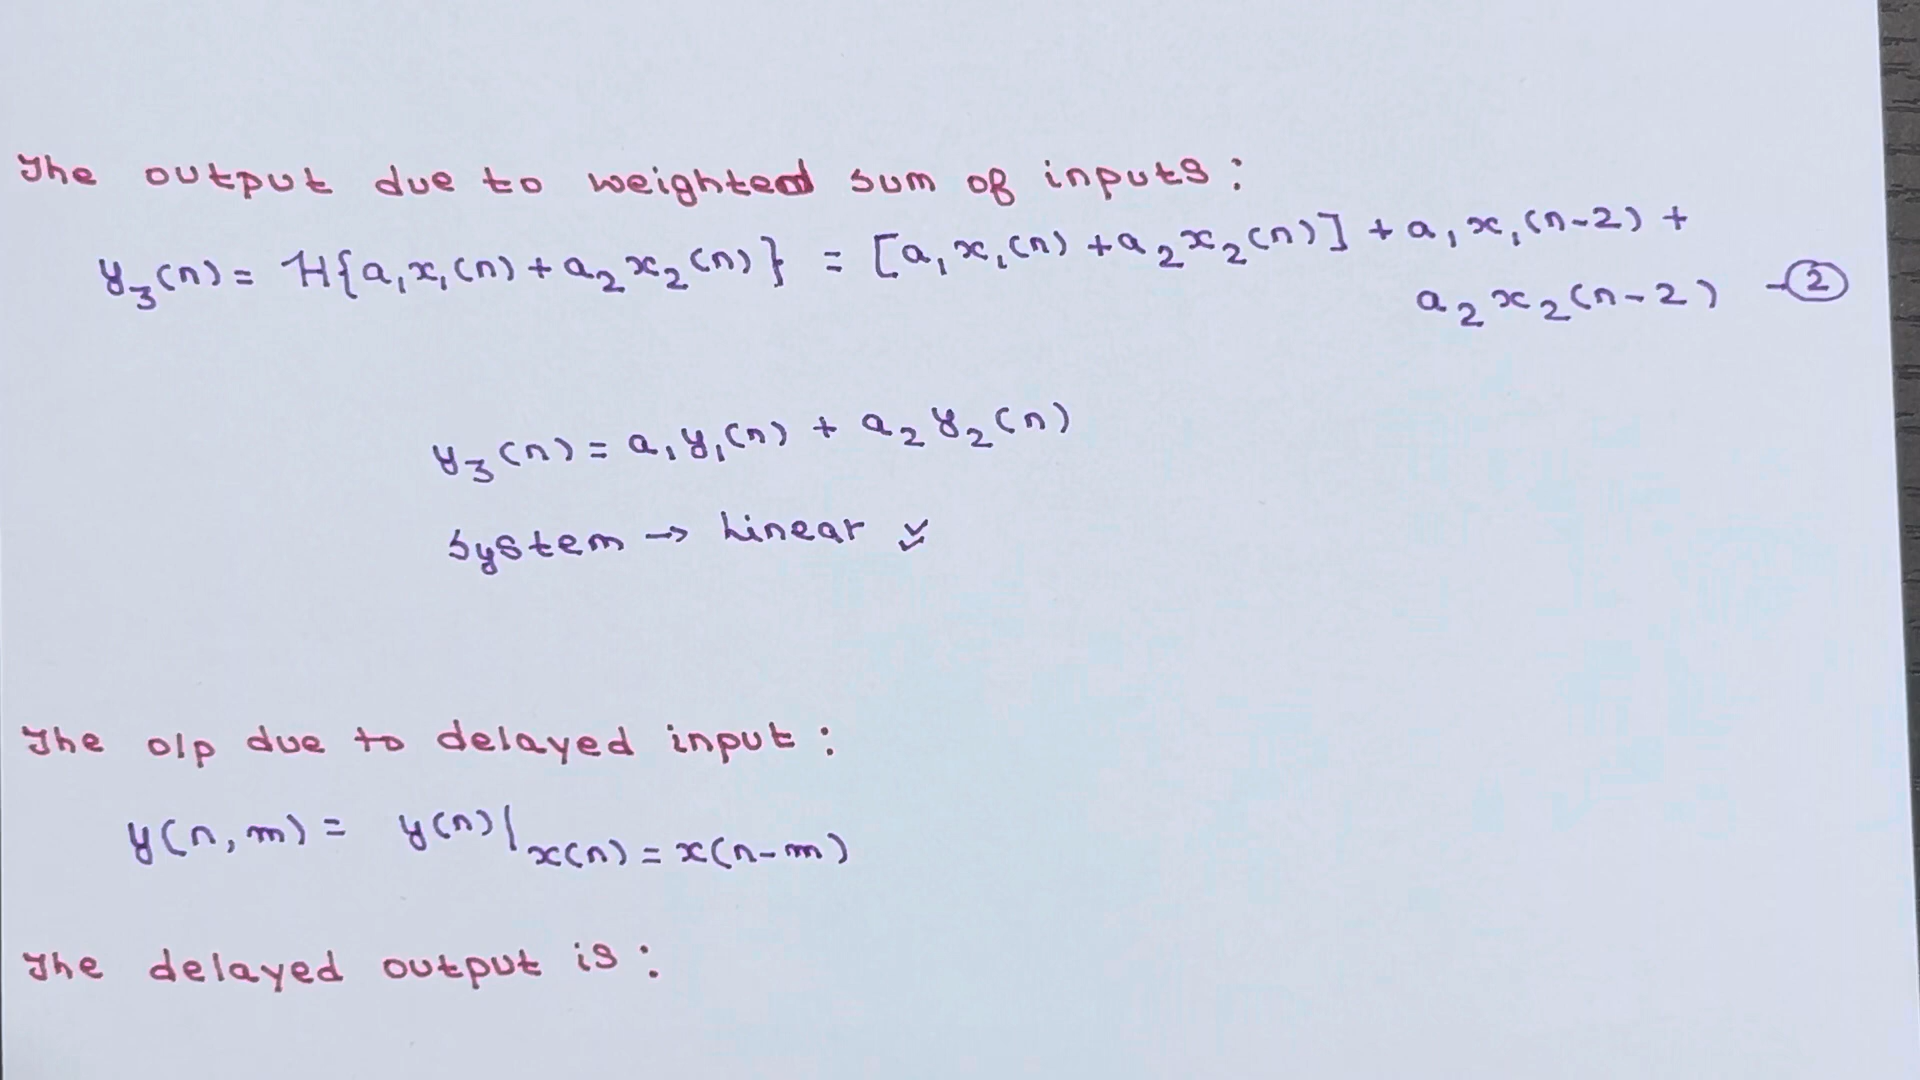 The output due to weighted sum of inputs :
y₃(n) = H{a₁x₁(n) + a₂x₂(n)} = [a₁x₁(n) + a₂x₂(n)] + a₁x₁(n-2) +
a₂x₂(n-2) -②
y₃(n) = a₁y₁(n) + a₂y₂(n)
System → Linear
The o/p due to delayed input :
y(n,m) = y(n)|x(n) = x(n-m)
The delayed output is :